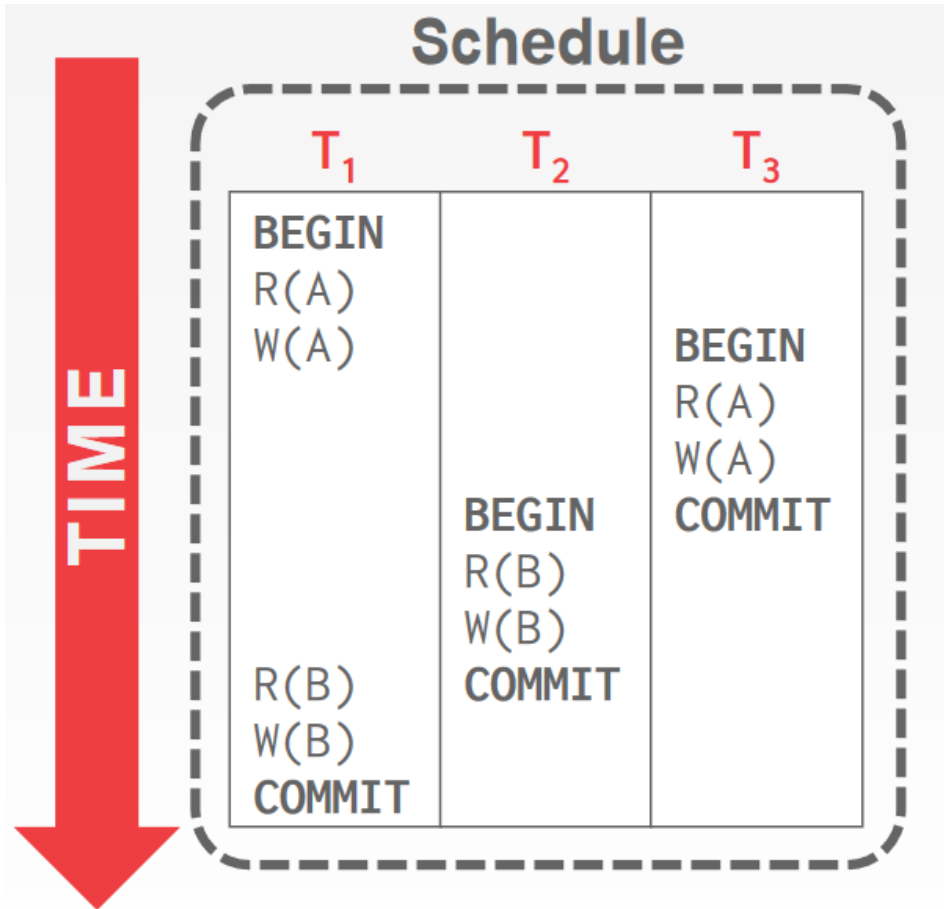 Schedule
TIME
T₁ T₂ T₃
BEGIN
R(A)
W(A) BEGIN
R(A)
W(A)
BEGIN COMMIT
R(B)
W(B)
R(B) COMMIT
W(B)
COMMIT